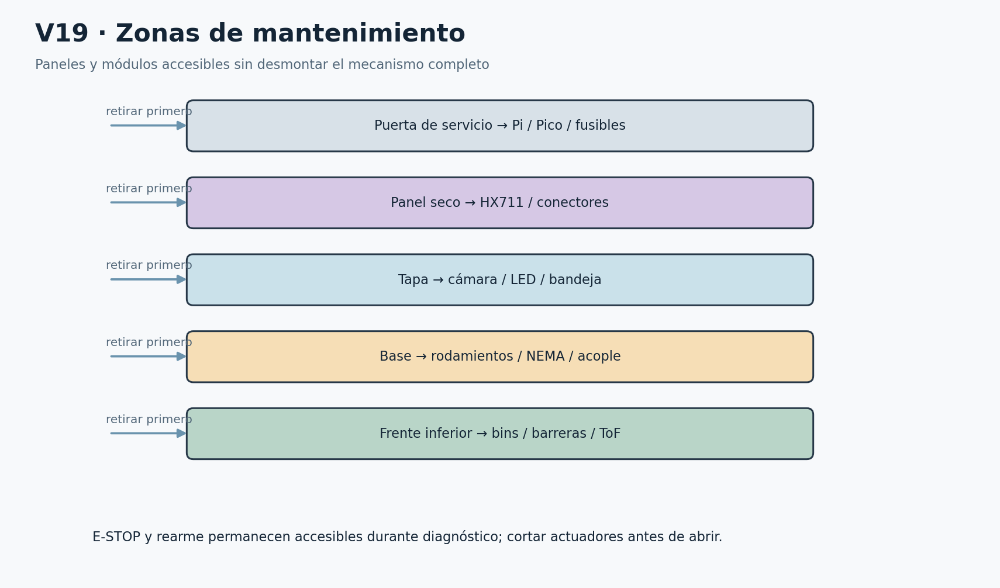 V19 · Zonas de mantenimiento
Paneles y módulos accesibles sin desmontar el mecanismo completo
retirar primero
Puerta de servicio → Pi / Pico / fusibles
retirar primero
Panel seco → HX711 / conectores
retirar primero
Tapa → cámara / LED / bandeja
retirar primero
Base → rodamientos / NEMA / acople
retirar primero
Frente inferior → bins / barreras / ToF
E-STOP y rearme permanecen accesibles durante diagnóstico; cortar actuadores antes de abrir.